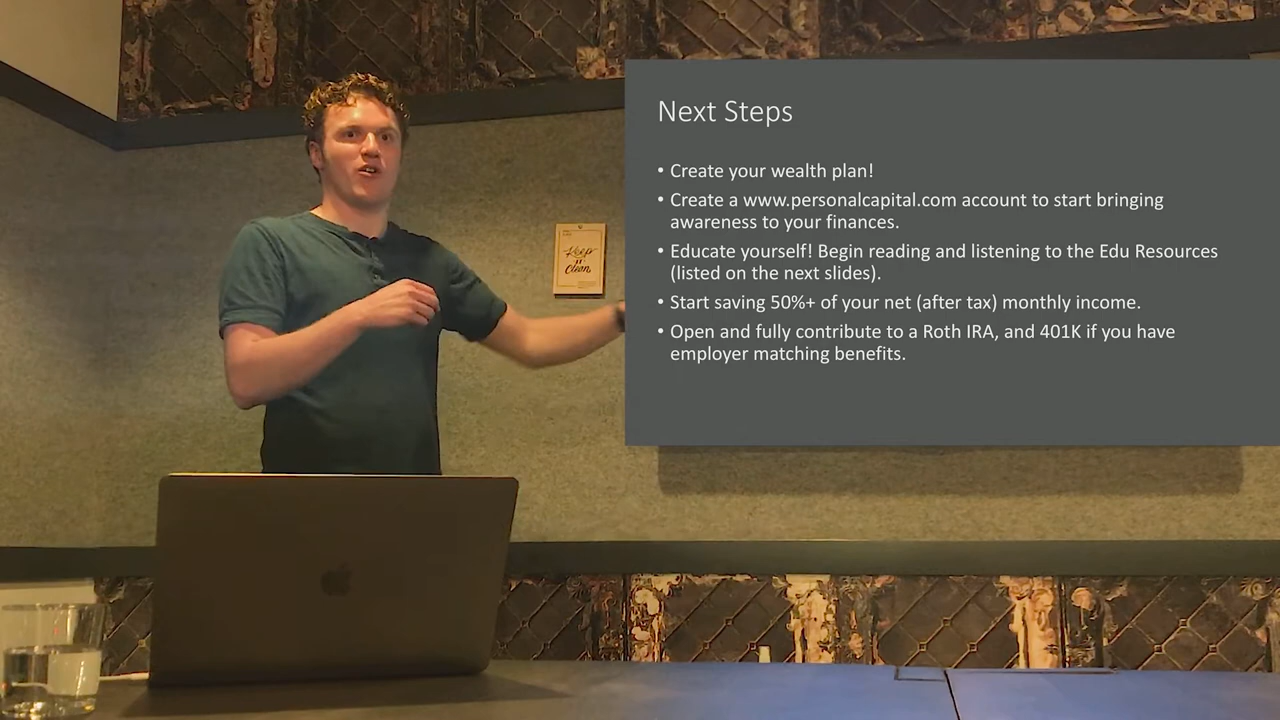 Next Steps
• Create your wealth plan!
• Create a www.personalcapital.com account to start bringing
awareness to your finances.
• Educate yourself! Begin reading and listening to the Edu Resources
(listed on the next slides).
• Start saving 50%+ of your net (after tax) monthly income.
• Open and fully contribute to a Roth IRA, and 401K if you have
employer matching benefits.
Keep
IT
Clean